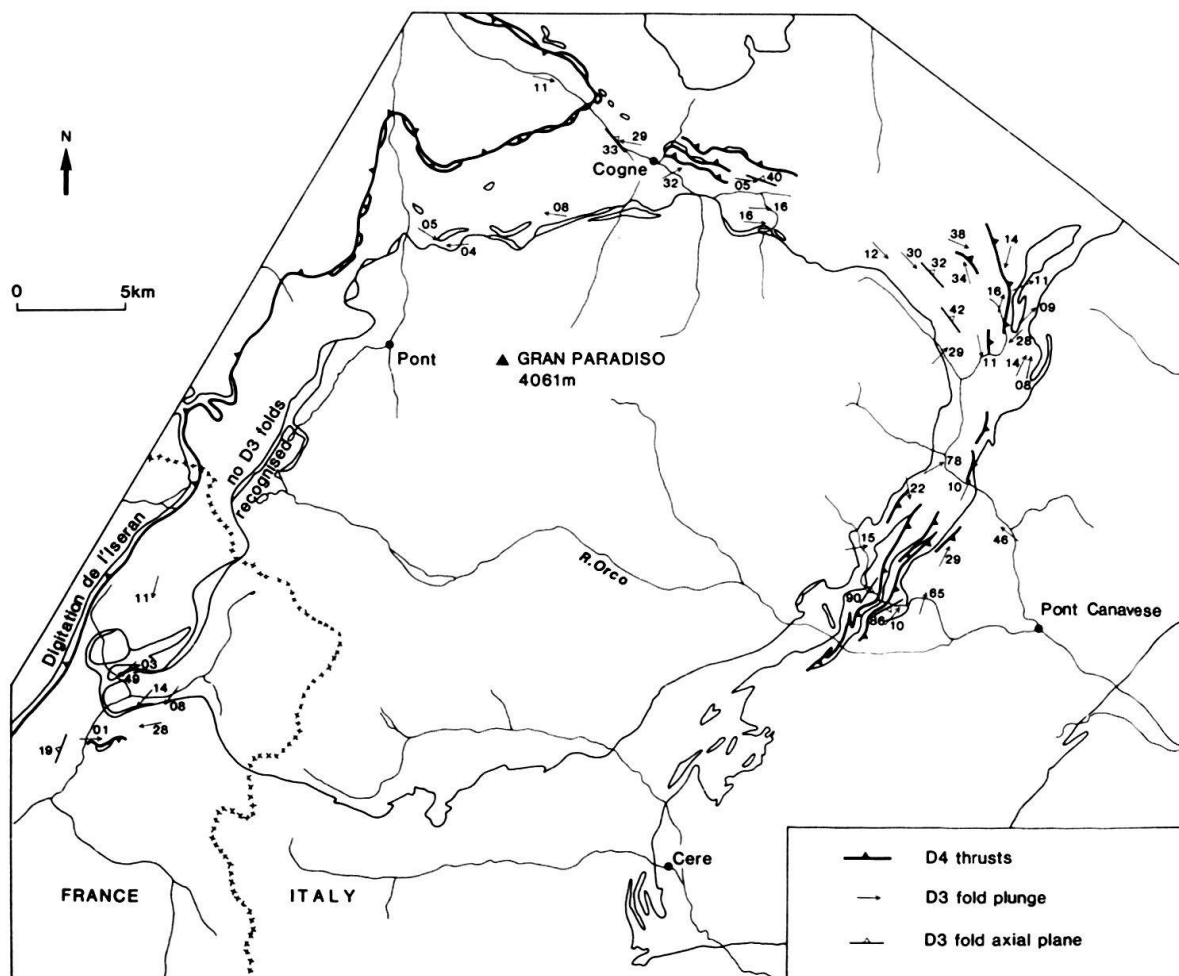 11
N
29
33
Cogne
32
05
40
16
16
08
05
04
0 5km
12
30
38
14
32
34
11
16
42
09
28
29
11
14
08
Pont
GRAN PARADISO
4061m
no D3 folds
recognised
78
22
10
15
46
29
R.Orco
90
65
86
10
Pont Canavese
Digitation de l'Iseran
11
03
49
14
08
01
28
19
Cere
FRANCE
ITALY
D4 thrusts
D3 fold plunge
D3 fold axial plane